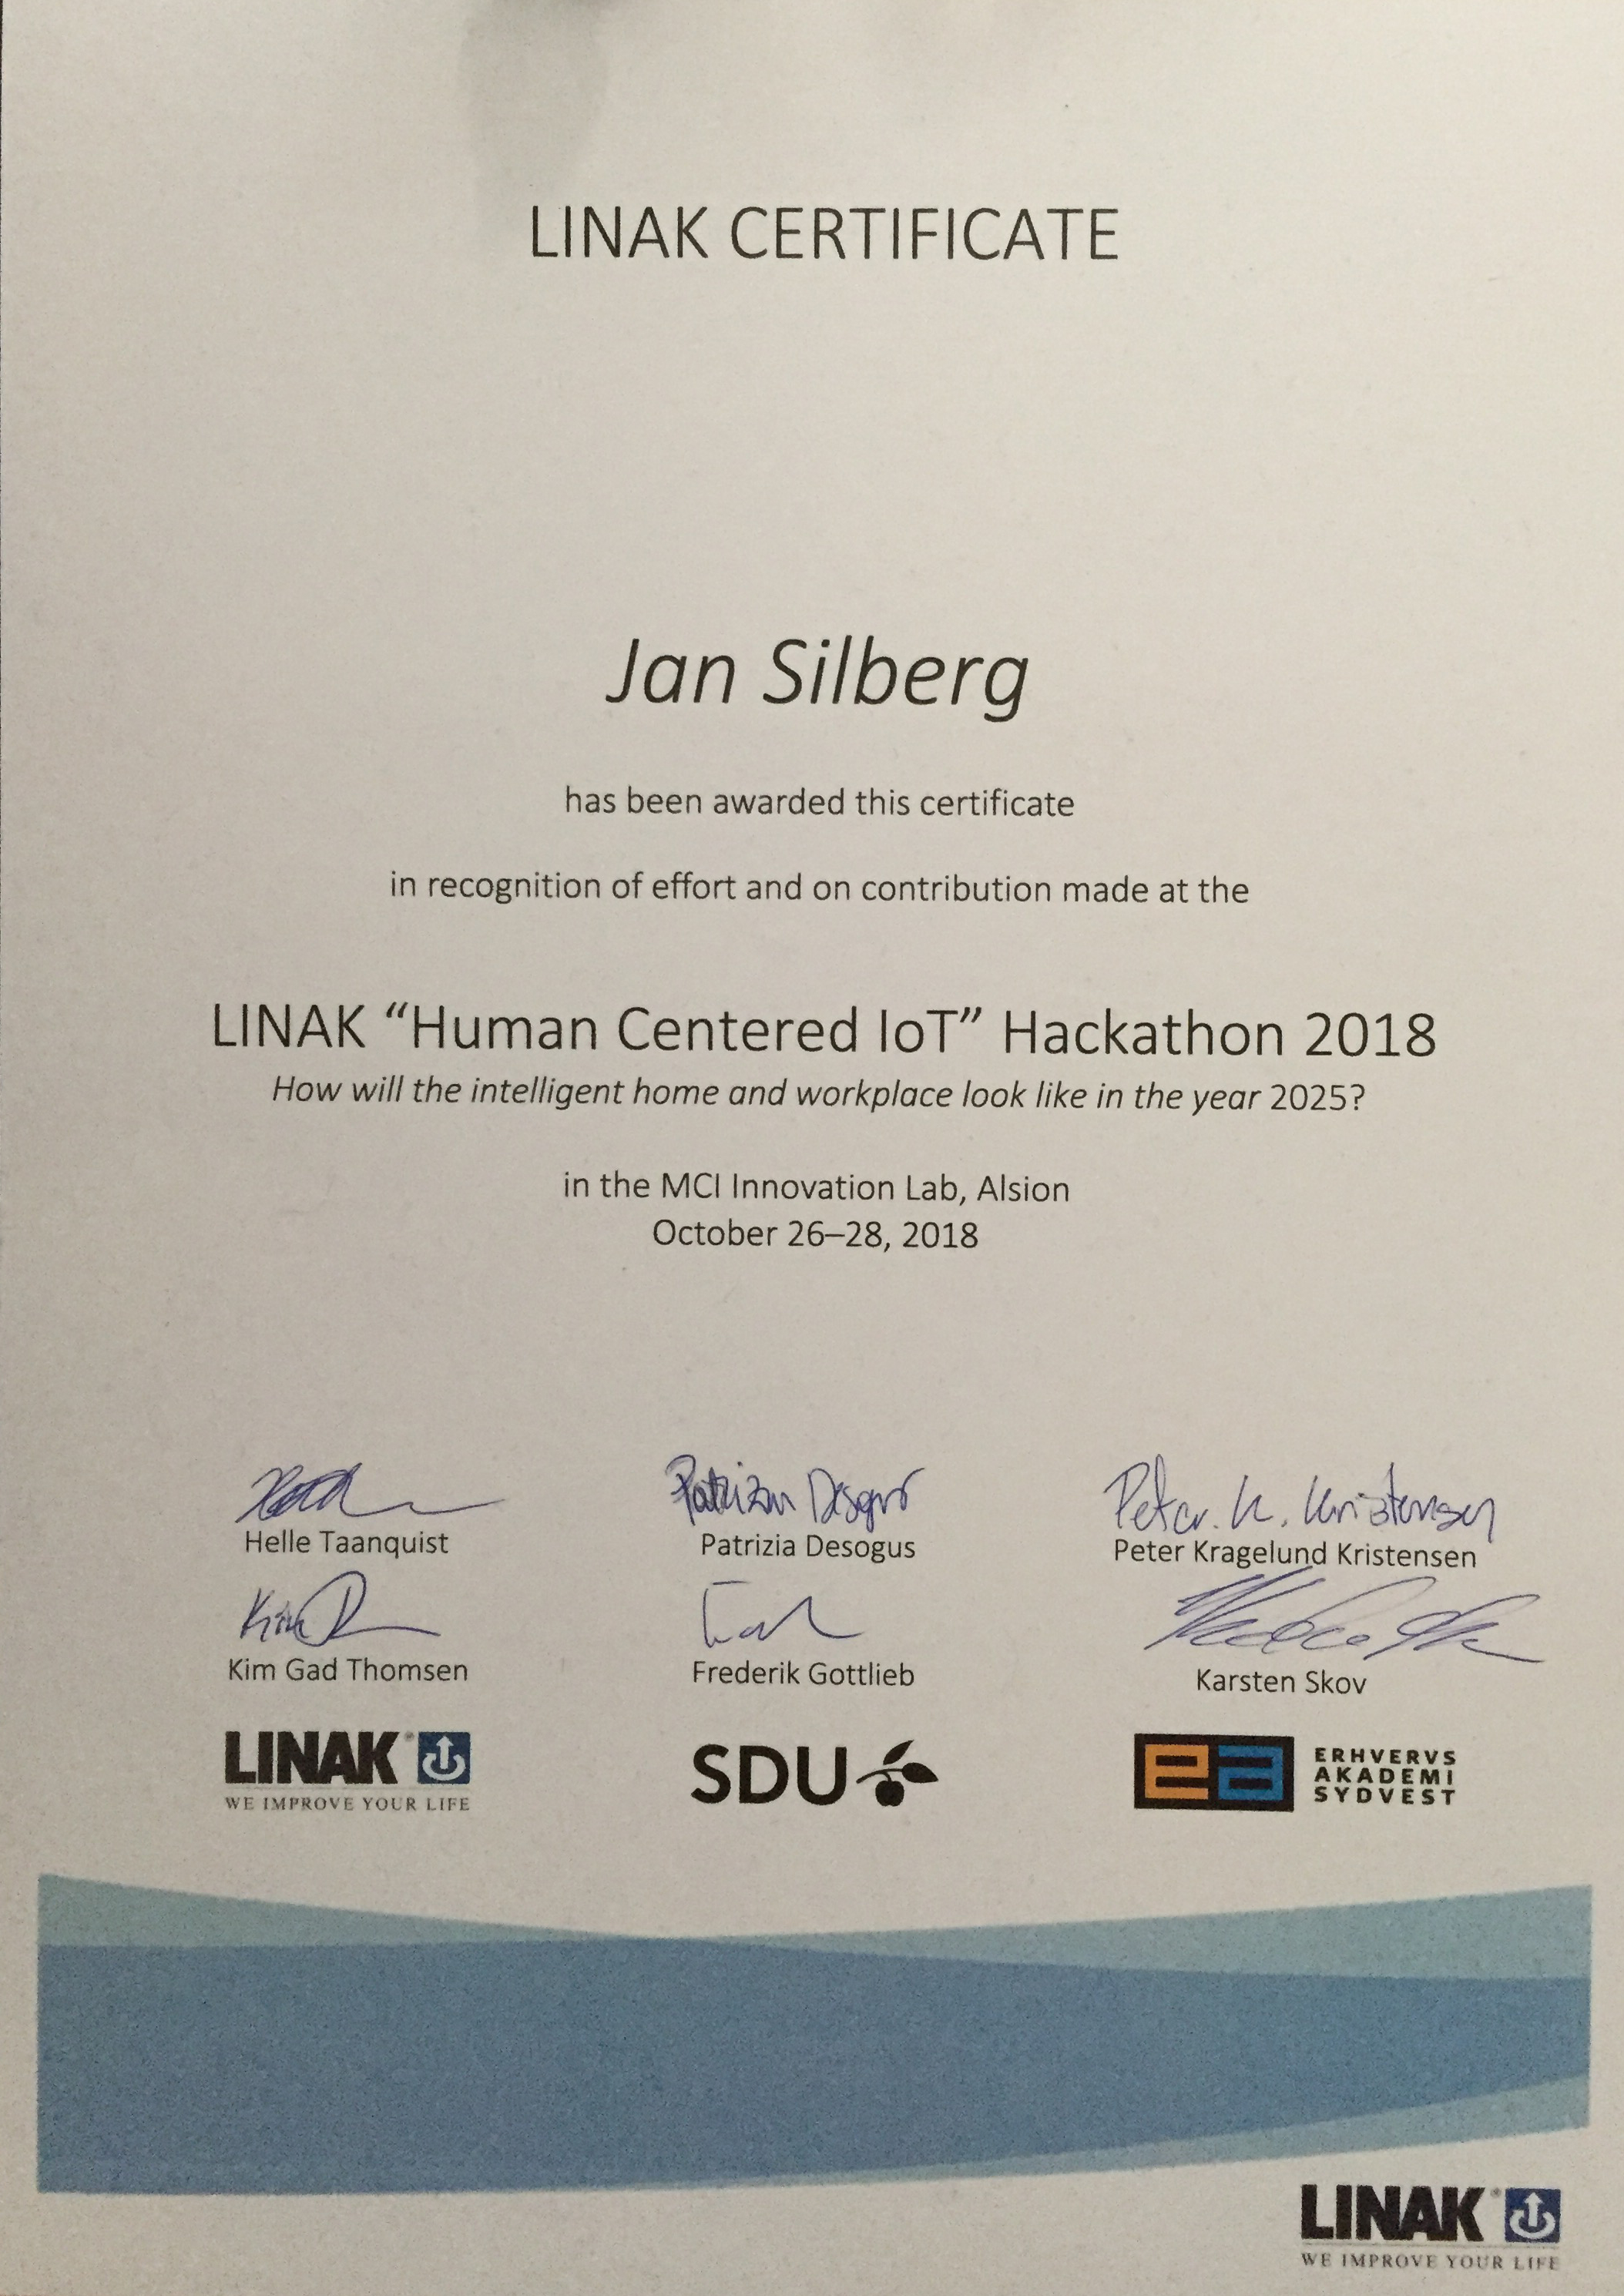 LINAK CERTIFICATE
Jan Silberg
has been awarded this certificate
in recognition of effort and on contribution made at the
LINAK “Human Centered IoT” Hackathon 2018
How will the intelligent home and workplace look like in the year 2025?
in the MCI Innovation Lab, Alsion
October 26–28, 2018
Patrizia Desogus
Peter. K. Kristensen
Helle Taanquist
Patrizia Desogus
Peter Kragelund Kristensen
Kim
Kim Gad Thomsen
Frederik Gottlieb
Karsten Skov
LINAK®
WE IMPROVE YOUR LIFE
SDU
ea
ERHVERVS
AKADEMI
SYDVEST
LINAK®
WE IMPROVE YOUR LIFE